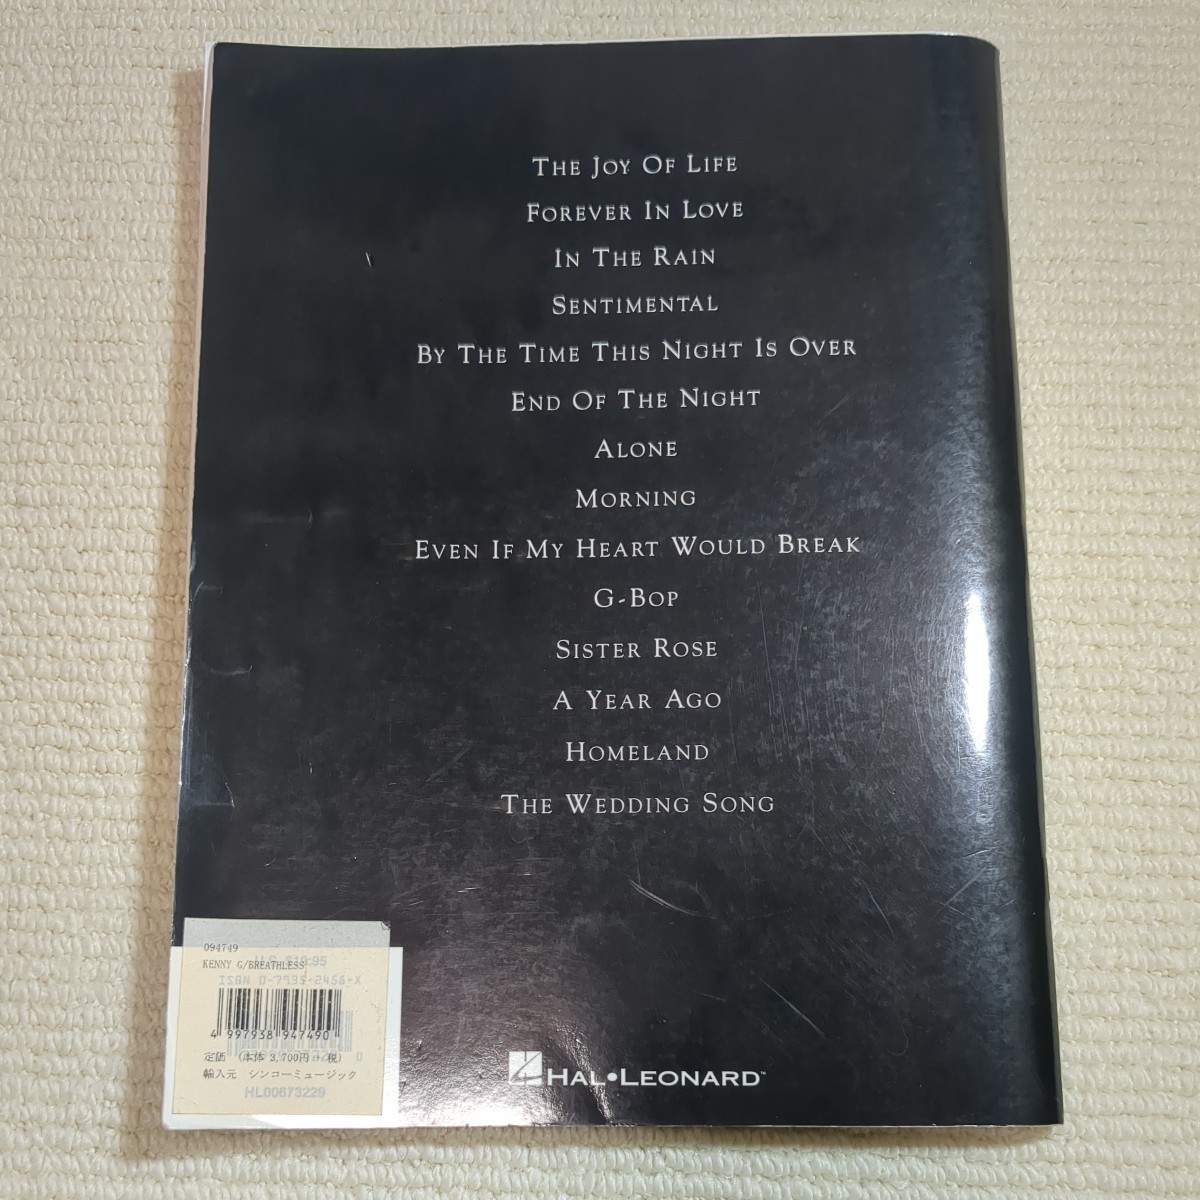 THE JOY OF LIFE
FOREVER IN LOVE
IN THE RAIN
SENTIMENTAL
BY THE TIME THIS NIGHT IS OVER
END OF THE NIGHT
ALONE
MORNING
EVEN IF MY HEART WOULD BREAK
G-BOP
SISTER ROSE
A YEAR AGO
HOMELAND
THE WEDDING SONG
094749
KENNY G/BREATHLESS
ISBN 0-7935-2456-X
4 997938 947490
定価 (本体 3,700円+税)
輸入元 シンコーミュージック
HL00673229
HAL•LEONARD™